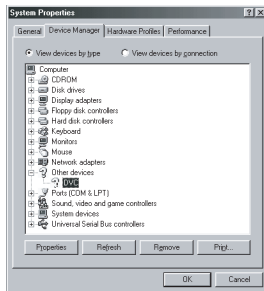 System Properties
General Device Manager Hardware Profiles Performance
View devices by type View devices by connection
Computer
CDROM
Disk drives
Display adapters
Floppy disk controllers
Hard disk controllers
Keyboard
Monitors
Mouse
Network adapters
Other devices
DVC
Ports (COM & LPT)
Sound, video and game controllers
System devices
Universal Serial Bus controllers
Properties Refresh Remove Print...
OK Cancel